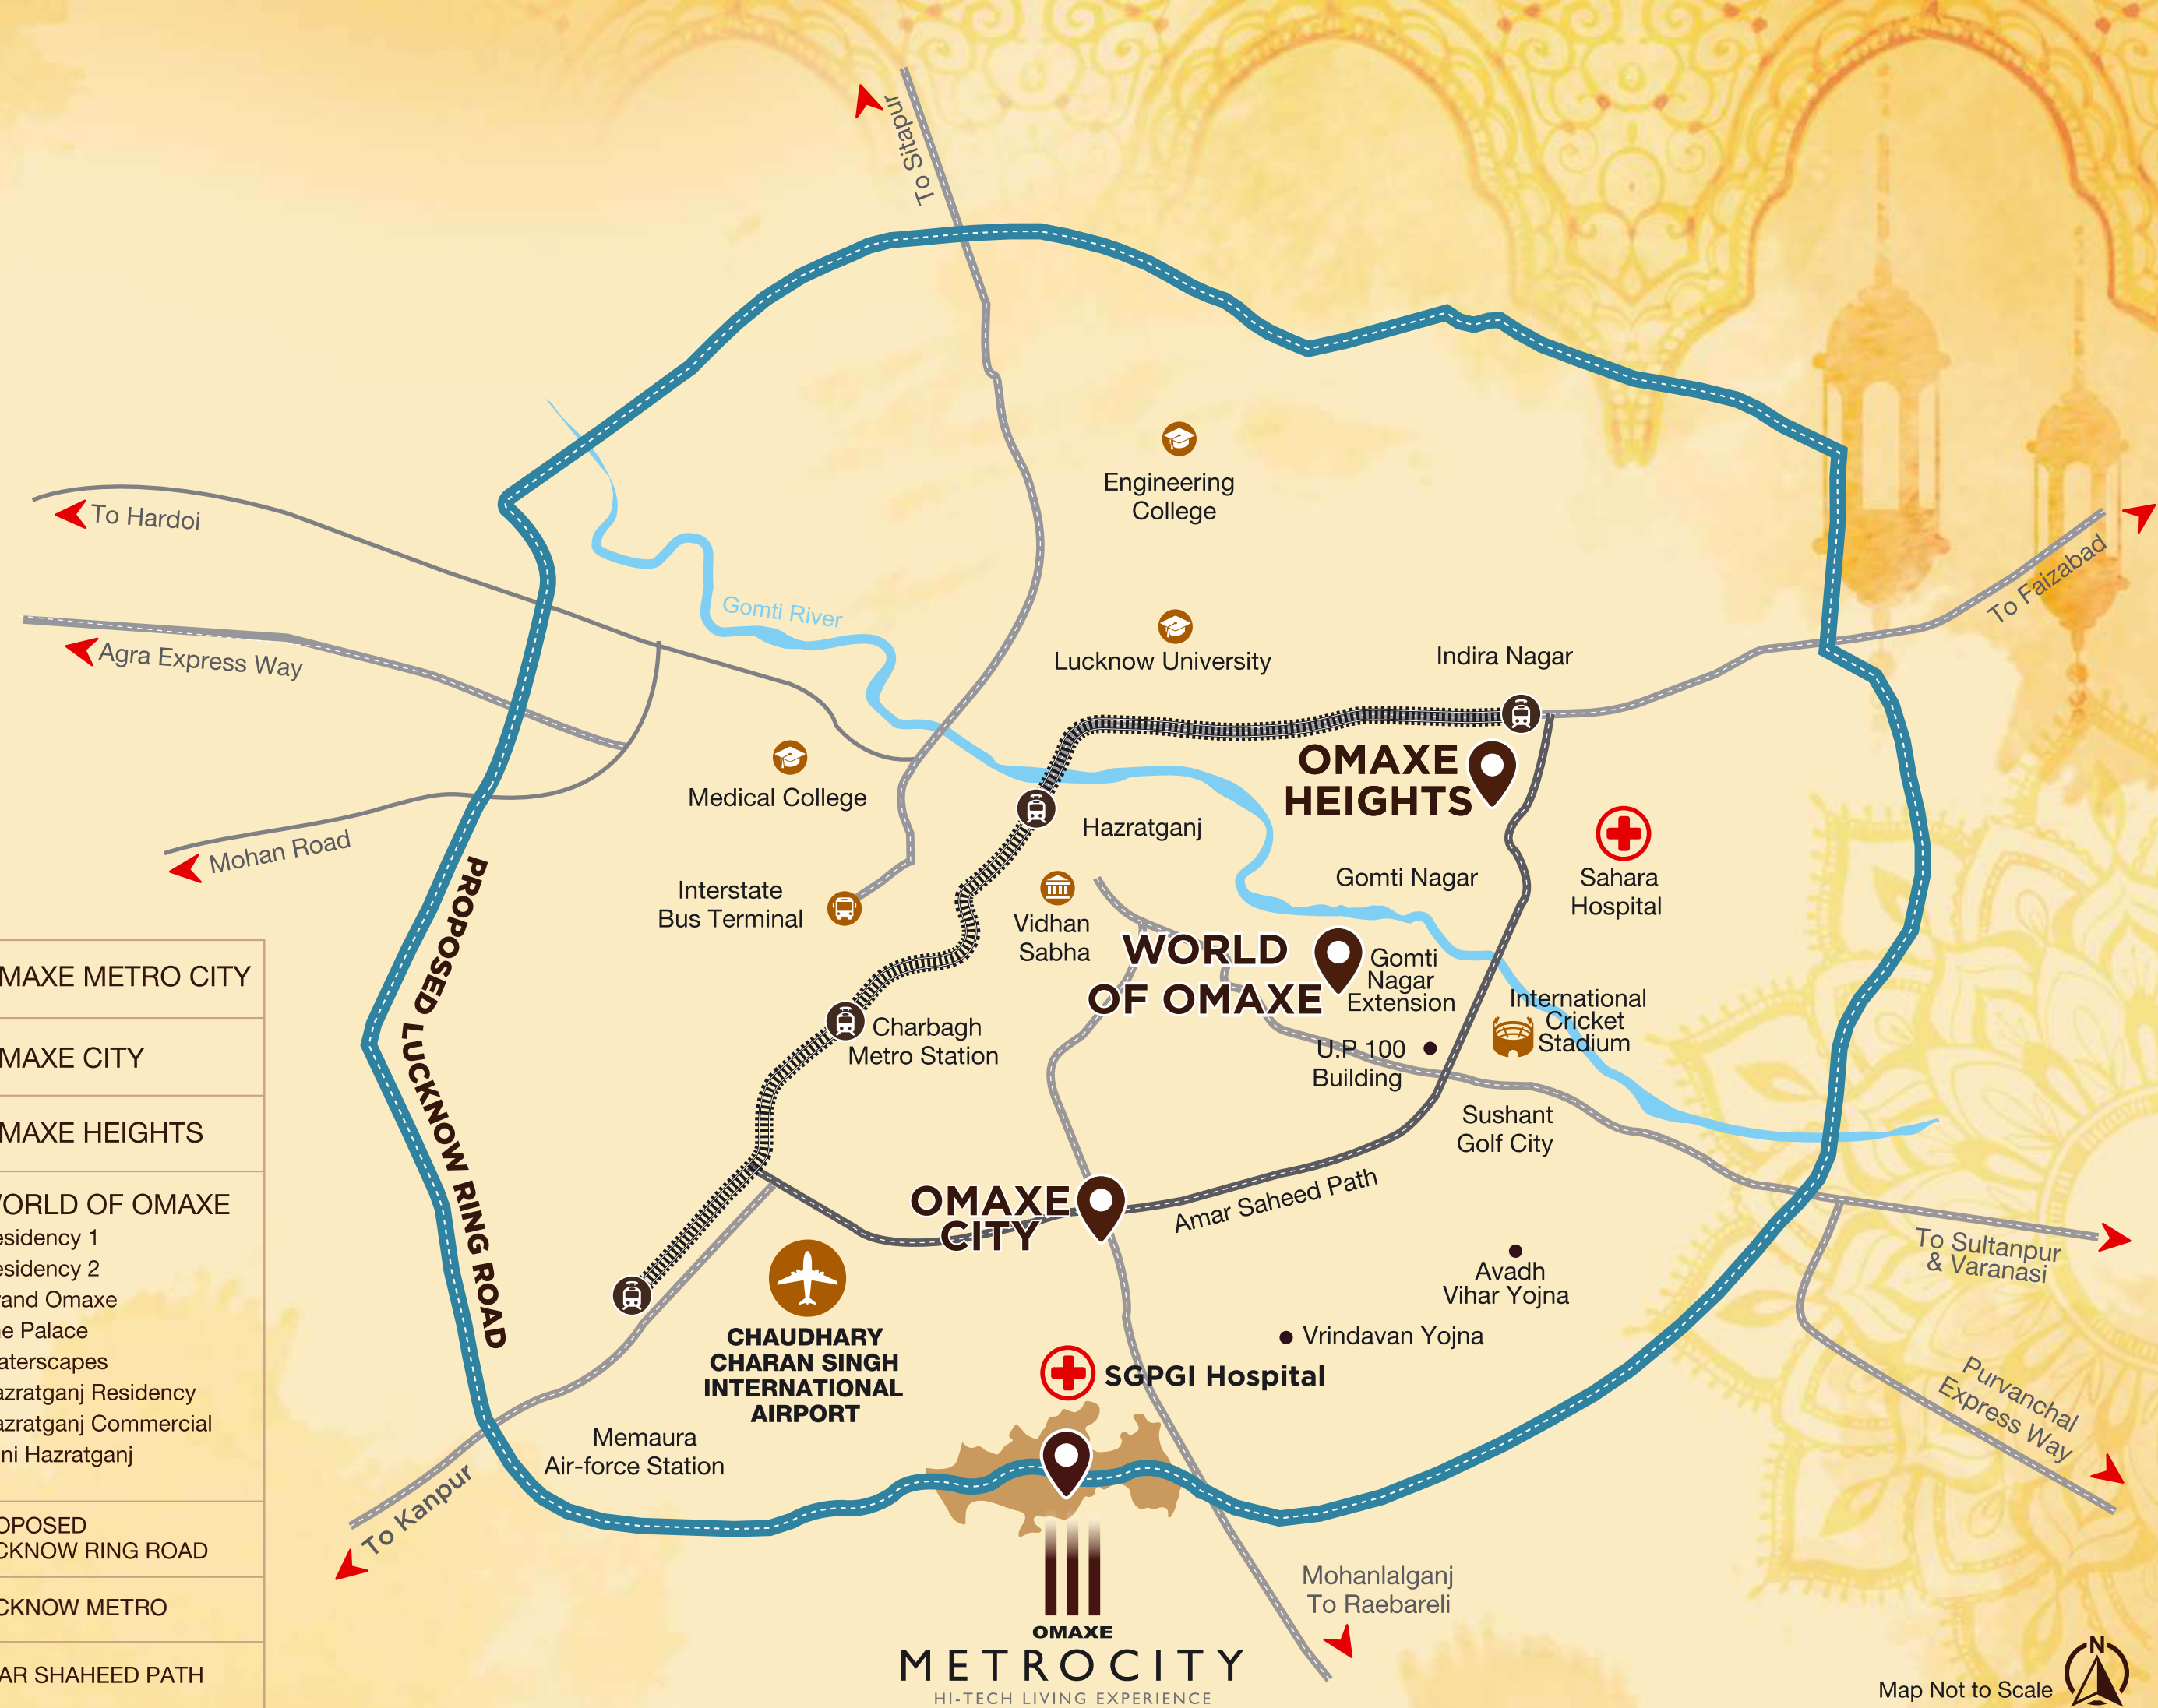 To Sitapur
Engineering
College
To Hardoi
Gomti River
Agra Express Way
Lucknow University
Indira Nagar
To Faizabad
OMAXE
HEIGHTS
Medical College
Hazratganj
Mohan Road
Gomti Nagar
Sahara
Hospital
Interstate
Bus Terminal
Vidhan
Sabha
WORLD
OF OMAXE
Gomti
Nagar
Extension
International
Cricket
Stadium
Charbagh
Metro Station
U.P. 100
Building
Sushant
Golf City
PROPOSED LUCKNOW RING ROAD
OMAXE
CITY
Amar Saheed Path
To Sultanpur
& Varanasi
Avadh
Vihar Yojna
Vrindavan Yojna
CHAUDHARY
CHARAN SINGH
INTERNATIONAL
AIRPORT
SGPGI Hospital
Purvanchal
Express Way
Memaura
Air-force Station
To Kanpur
Mohanlalganj
To Raebareli
OMAXE
METROCITY
HI-TECH LIVING EXPERIENCE
MAXE METRO CITY
MAXE CITY
MAXE HEIGHTS
WORLD OF OMAXE
esidency 1
esidency 2
rand Omaxe
e Palace
aterscapes
azratganj Residency
azratganj Commercial
ni Hazratganj
OPOSED
CKNOW RING ROAD
CKNOW METRO
AR SHAHEED PATH
N
Map Not to Scale